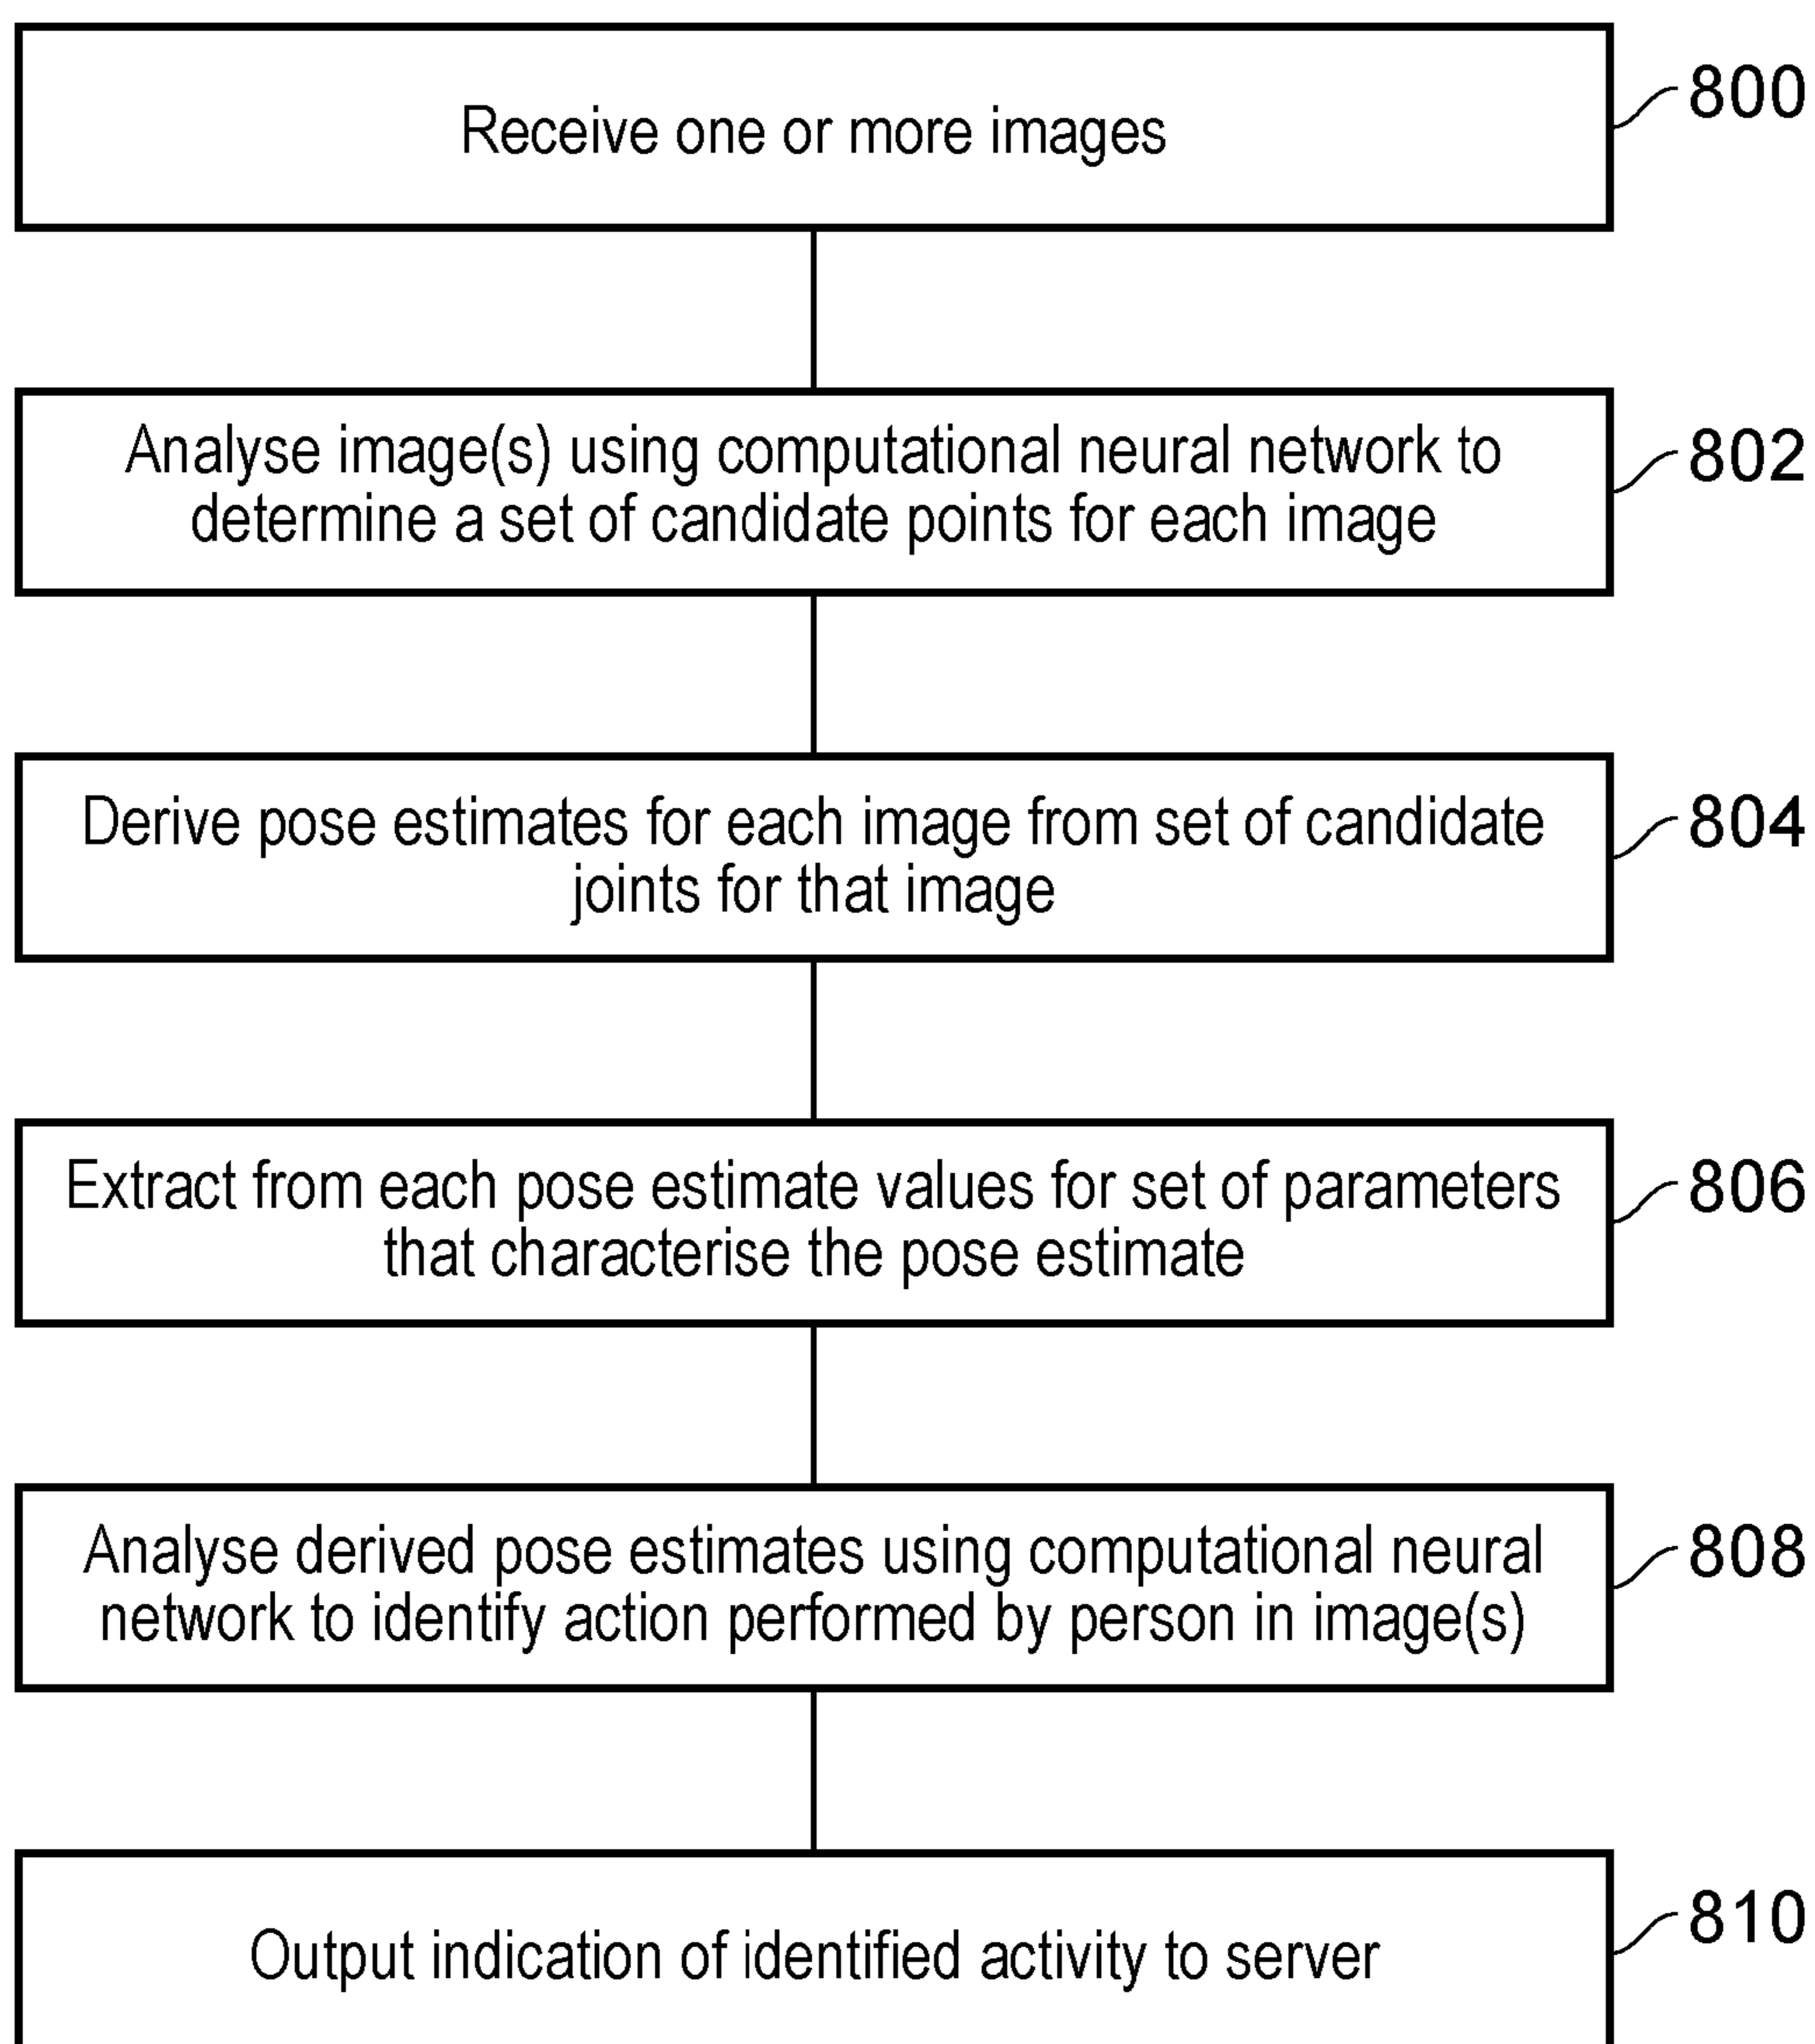 Receive one or more images
800
Analyse image(s) using computational neural network to
determine a set of candidate points for each image
802
Derive pose estimates for each image from set of candidate
joints for that image
804
Extract from each pose estimate values for set of parameters
that characterise the pose estimate
806
Analyse derived pose estimates using computational neural
network to identify action performed by person in image(s)
808
Output indication of identified activity to server
810